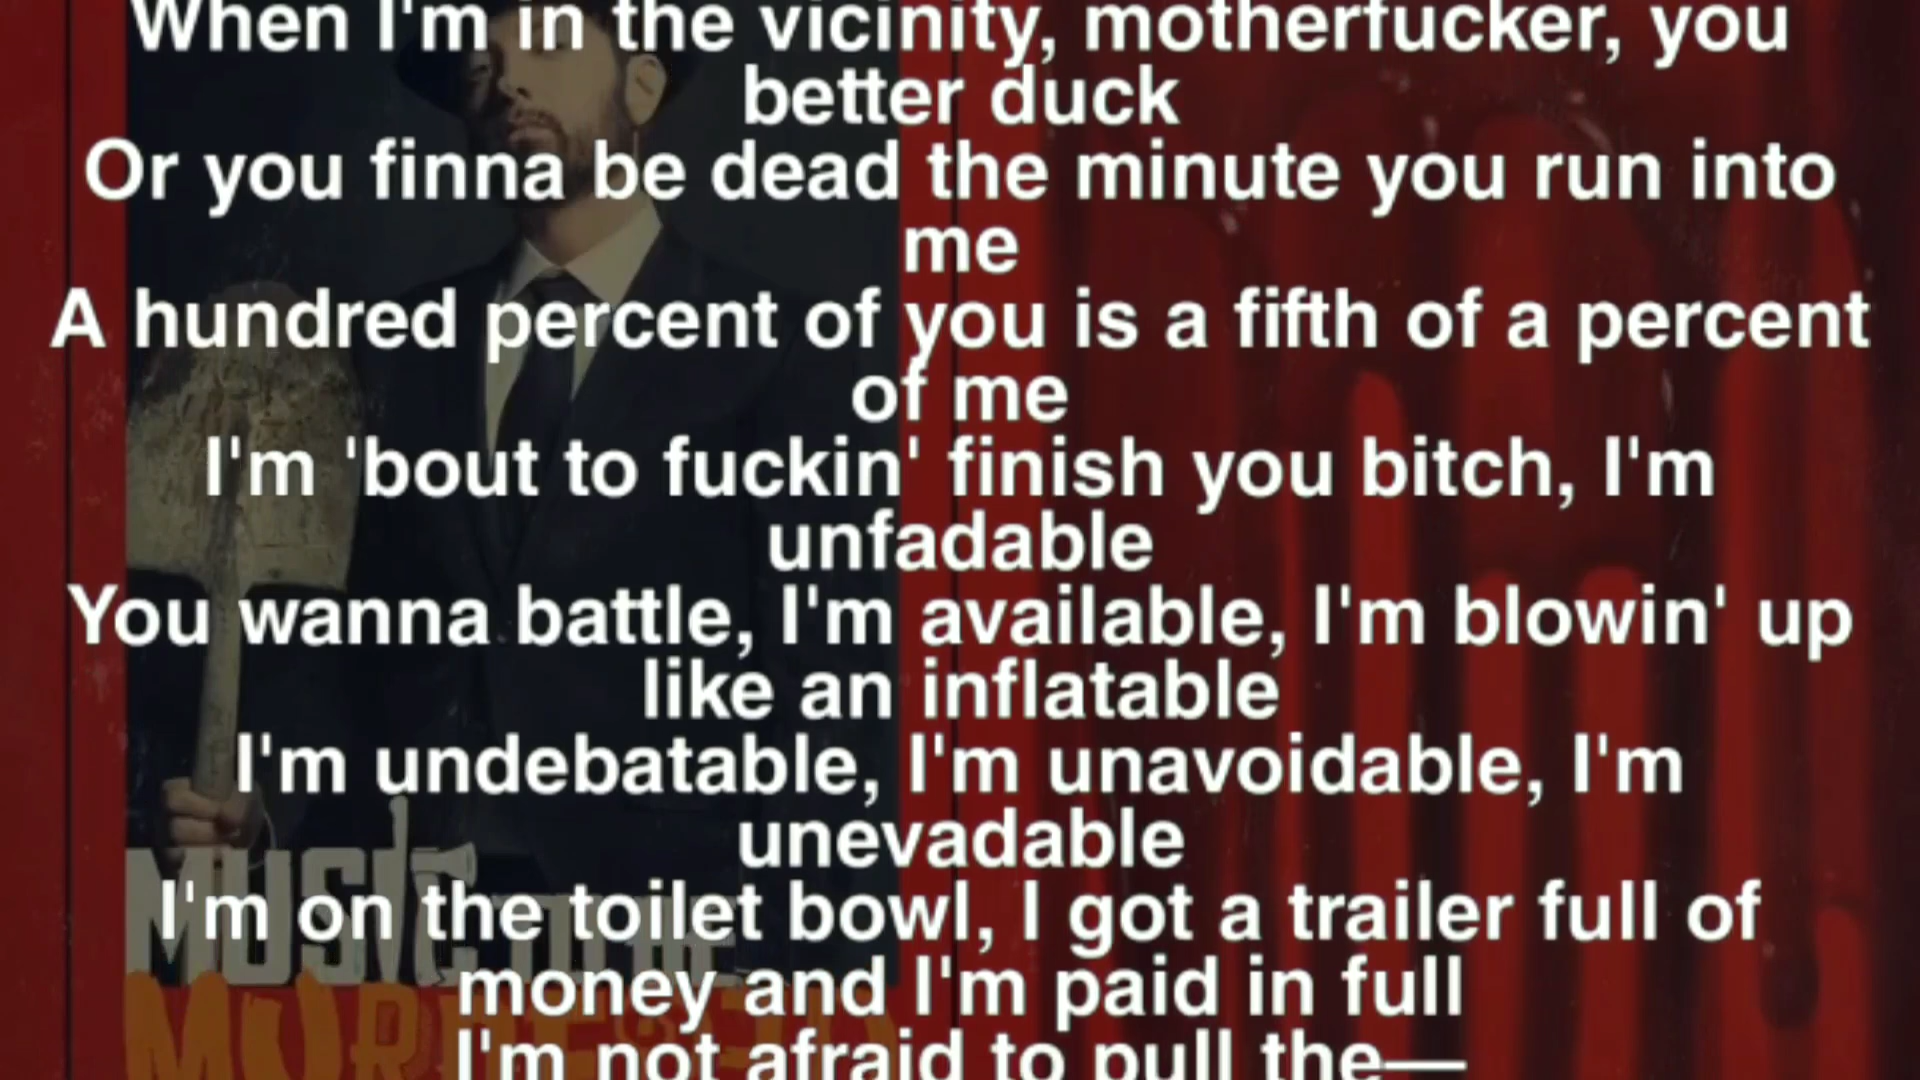 When I'm in the vicinity, motherfucker, you
better duck
Or you finna be dead the minute you run into
me
A hundred percent of you is a fifth of a percent
of me
I'm 'bout to fuckin' finish you bitch, I'm
unfadable
You wanna battle, I'm available, I'm blowin' up
like an inflatable
I'm undebatable, I'm unavoidable, I'm
unevadable
I'm on the toilet bowl, I got a trailer full of
money and I'm paid in full
I'm not afraid to pull the—
MUSIC